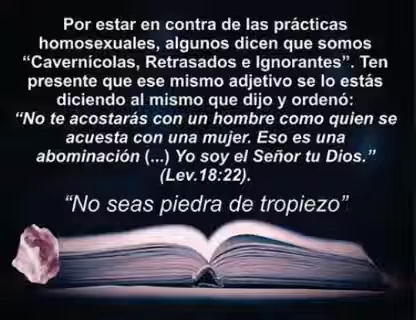 Por estar en contra de las prácticas
homosexuales, algunos dicen que somos
“Cavernícolas, Retrasados e Ignorantes”. Ten
presente que ese mismo adjetivo se lo estás
diciendo al mismo que dijo y ordenó:
“No te acostarás con un hombre como quien se
acuesta con una mujer. Eso es una
abominación (...) Yo soy el Señor tu Dios.”
(Lev.18:22).
“No seas piedra de tropiezo”